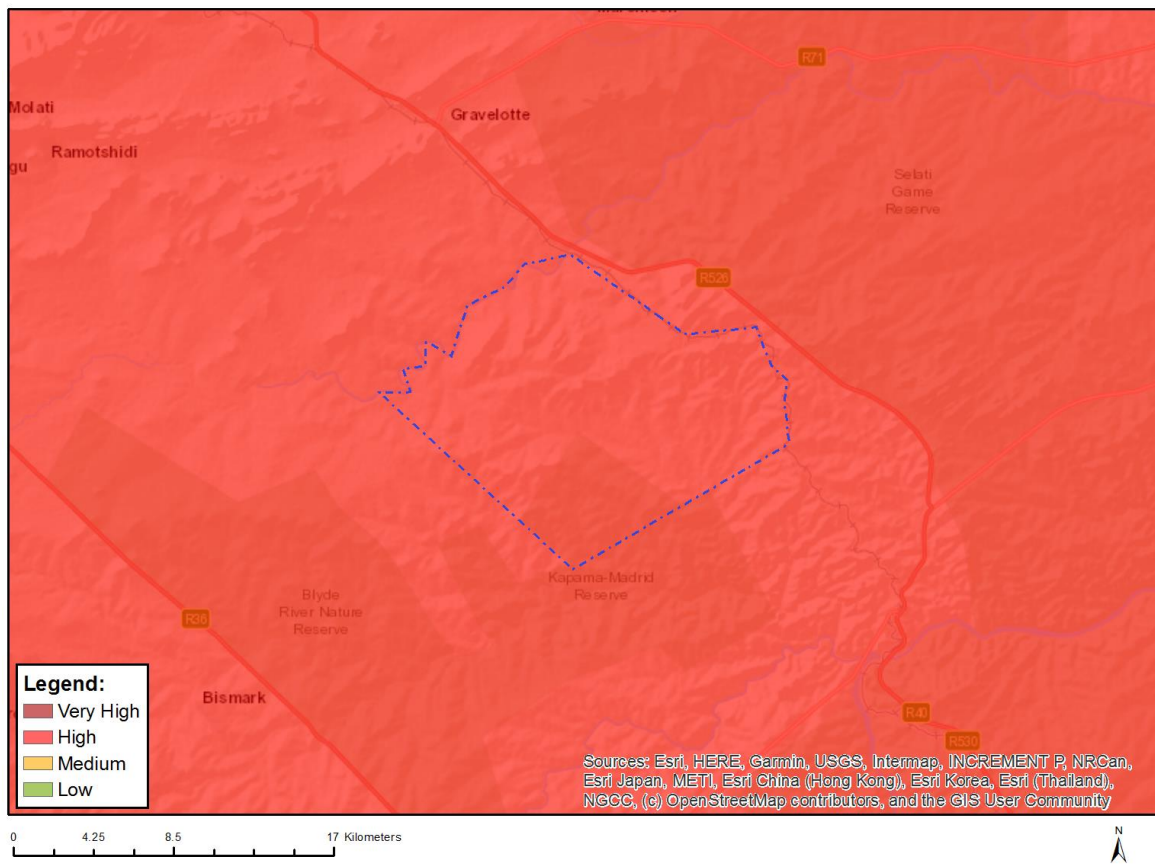 R71
Molati
Gravelotte
Ramotshidi
gu
Selati
Game
Reserve
R526
Kapama-Madrid
Reserve
Blyde
River Nature
Reserve
R36
Bismark
R40
R530
Legend:
Very High
High
Medium
Low
Sources: Esri, HERE, Garmin, USGS, Intermap, INCREMENT P, NRCan,
Esri Japan, METI, Esri China (Hong Kong), Esri Korea, Esri (Thailand),
NGCC, (c) OpenStreetMap contributors, and the GIS User Community
0 4.25 8.5 17 Kilometers
N